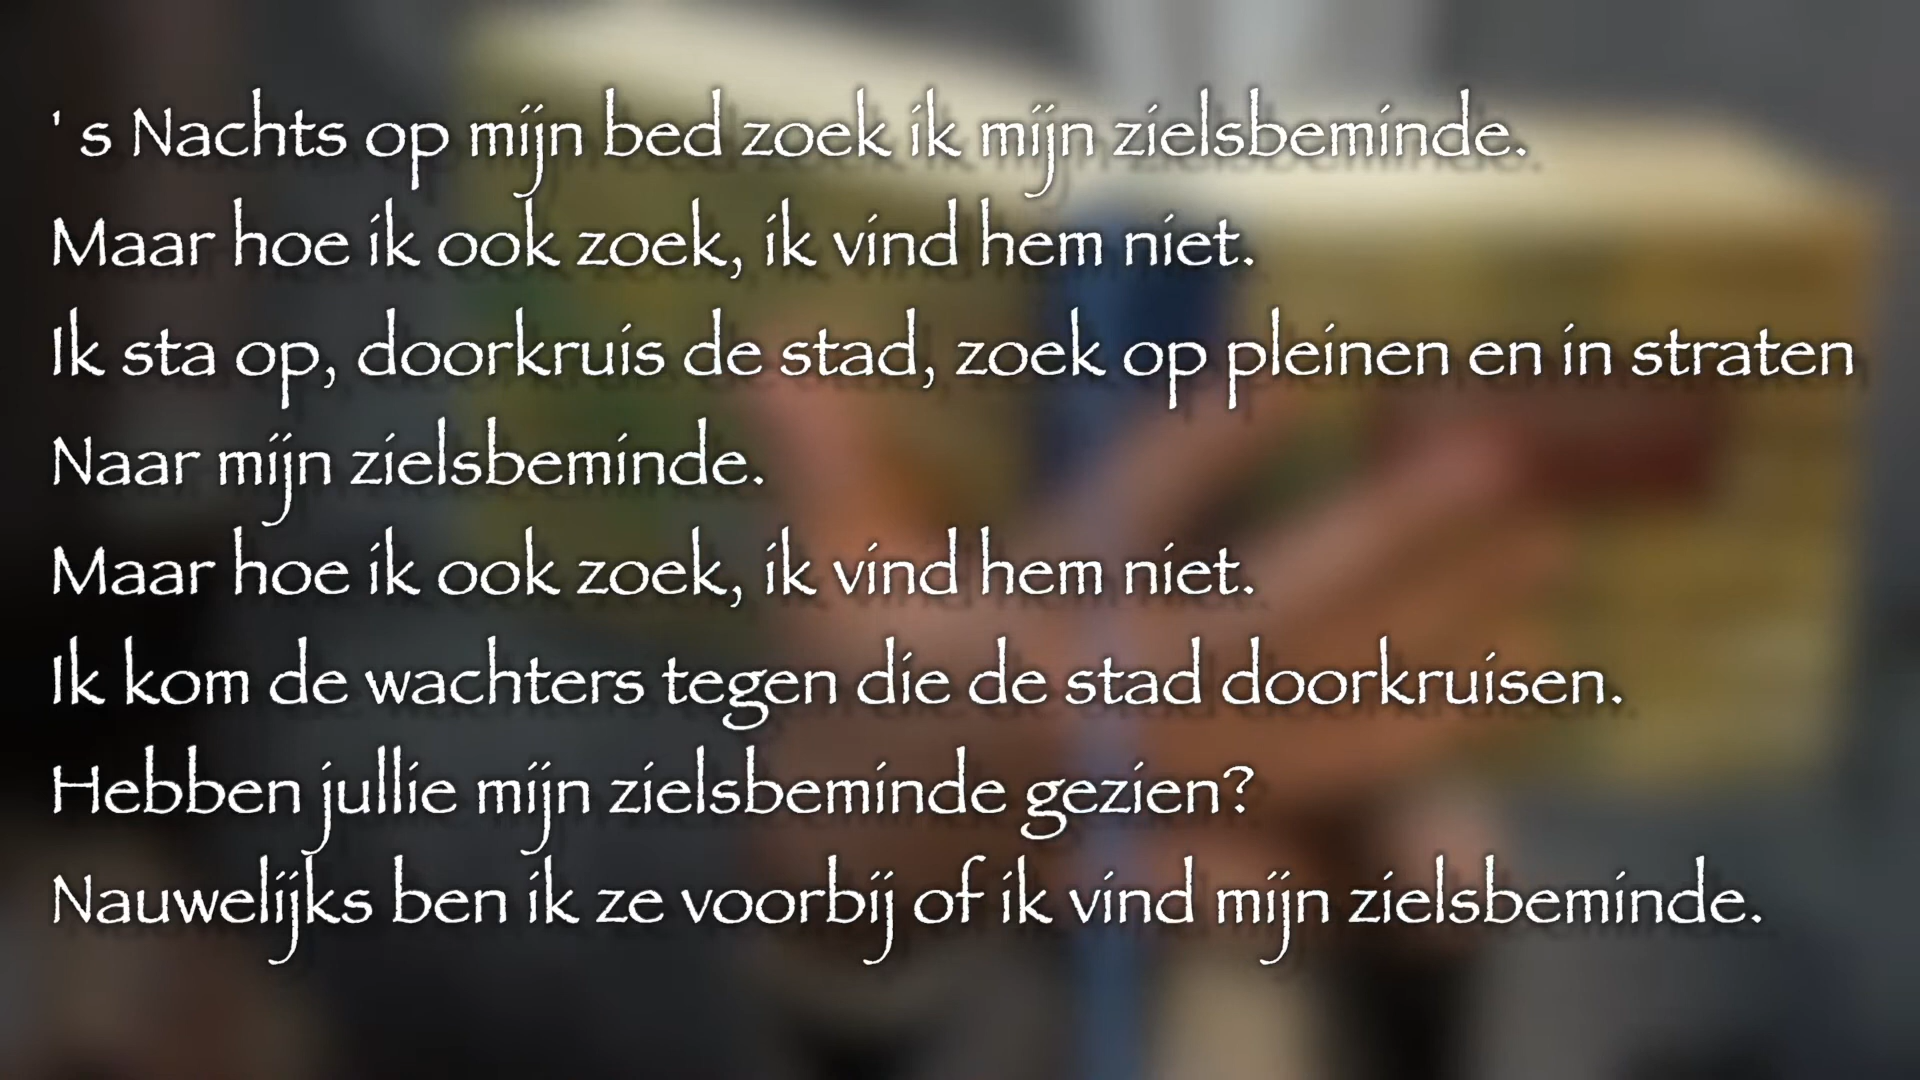 's Nachts op mijn bed zoek ik mijn zielsbeminde.
Maar hoe ik ook zoek, ik vind hem niet.
Ik sta op, doorkruis de stad, zoek op pleinen en in straten
Naar mijn zielsbeminde.
Maar hoe ik ook zoek, ik vind hem niet.
Ik kom de wachters tegen die de stad doorkruisen.
Hebben jullie mijn zielsbeminde gezien?
Nauwelijks ben ik ze voorbij of ik vind mijn zielsbeminde.